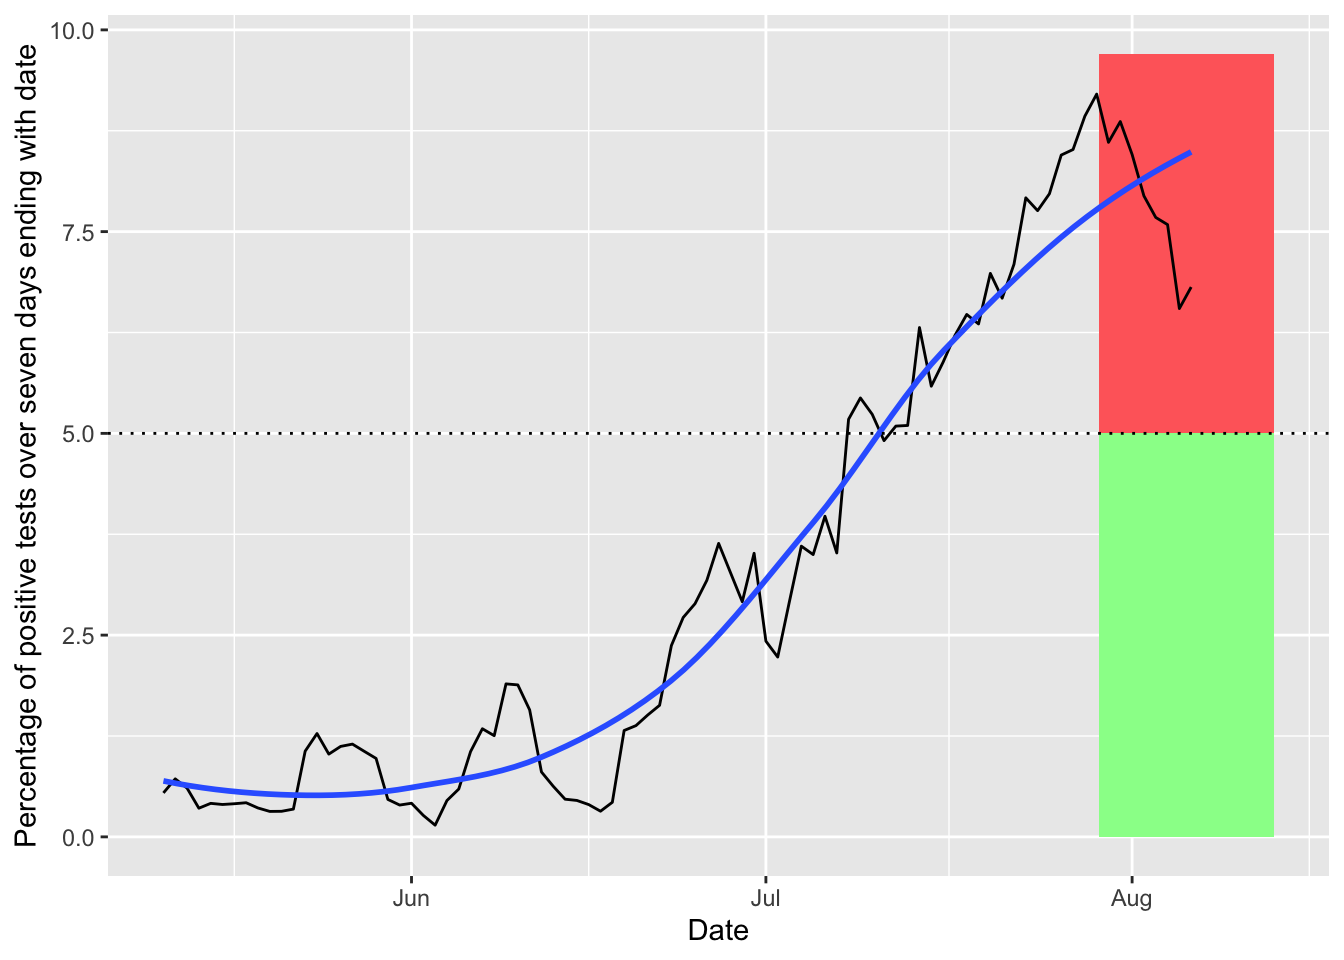 Percentage of positive tests over seven days ending with date
10.0
7.5
5.0
2.5
0.0
Jun
Jul
Aug
Date